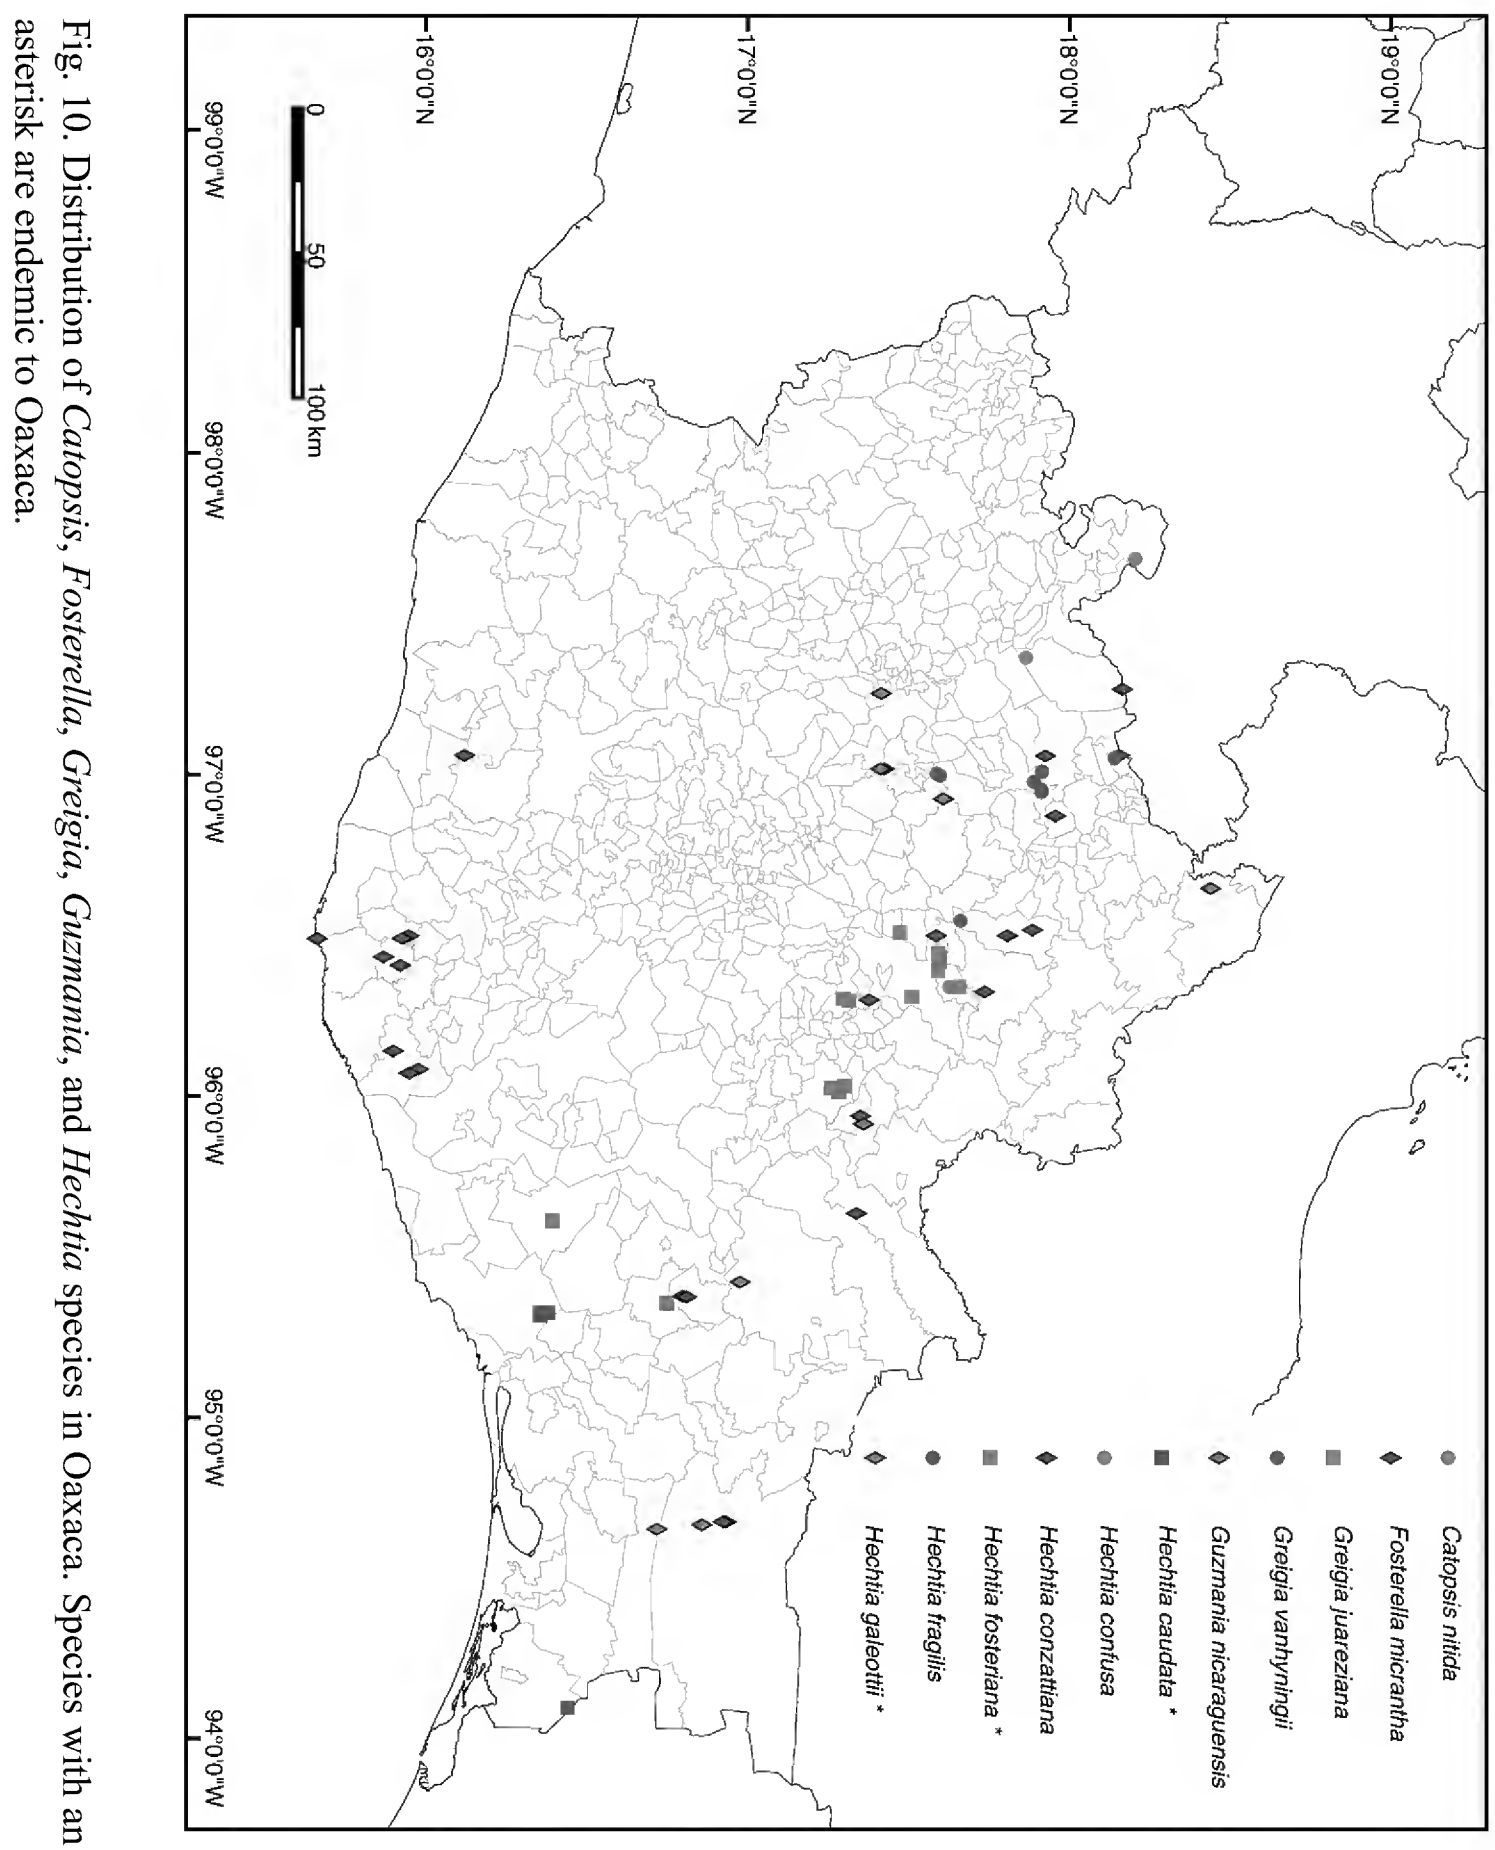 19°0'0"N
18°0'0"N
17°0'0"N
16°0'0"N
99°0'0"W
98°0'0"W
97°0'0"W
96°0'0"W
95°0'0"W
94°0'0"W
0 50 100 km
Catopsis nitida
Fosterella micrantha
Greigia juareziana
Greigia vanhyningii
Guzmania nicaraguensis
Hechtia caudata *
Hechtia confusa
Hechtia conzattiana
Hechtia fosteriana *
Hechtia fragilis
Hechtia galeottii *
Fig. 10. Distribution of Catopsis, Fosterella, Greigia, Guzmania, and Hechtia species in Oaxaca. Species with an
asterisk are endemic to Oaxaca.